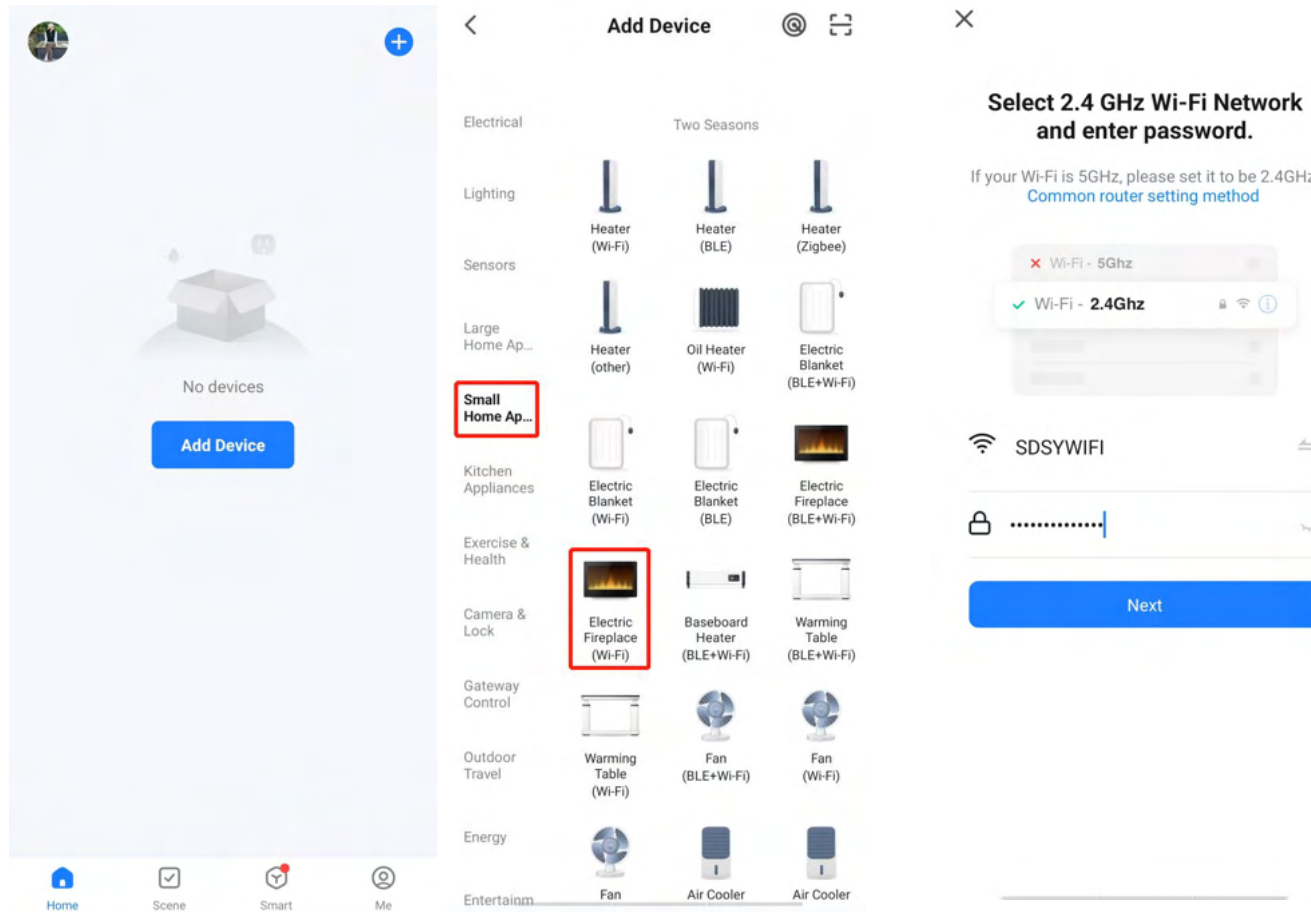 No devices
Add Device
Home
Scene
Smart
Me
Add Device
Electrical
Lighting
Sensors
Large
Home Ap...
Small
Home Ap...
Kitchen
Appliances
Exercise &
Health
Camera &
Lock
Gateway
Control
Outdoor
Travel
Energy
Entertainm
Two Seasons
Heater
(Wi-Fi)
Heater
(BLE)
Heater
(Zigbee)
Heater
(other)
Oil Heater
(Wi-Fi)
Electric
Blanket
(BLE+Wi-Fi)
Electric
Blanket
(Wi-Fi)
Electric
Blanket
(BLE)
Electric
Fireplace
(BLE+Wi-Fi)
Electric
Fireplace
(Wi-Fi)
Baseboard
Heater
(BLE+Wi-Fi)
Warming
Table
(BLE+Wi-Fi)
Warming
Table
(Wi-Fi)
Fan
(BLE+Wi-Fi)
Fan
(Wi-Fi)
Fan
Air Cooler
Air Cooler
Select 2.4 GHz Wi-Fi Network
and enter password.
If your Wi-Fi is 5GHz, please set it to be 2.4GHz
Common router setting method
Wi-Fi - 5Ghz
Wi-Fi - 2.4Ghz
SDSYWIFI
Next